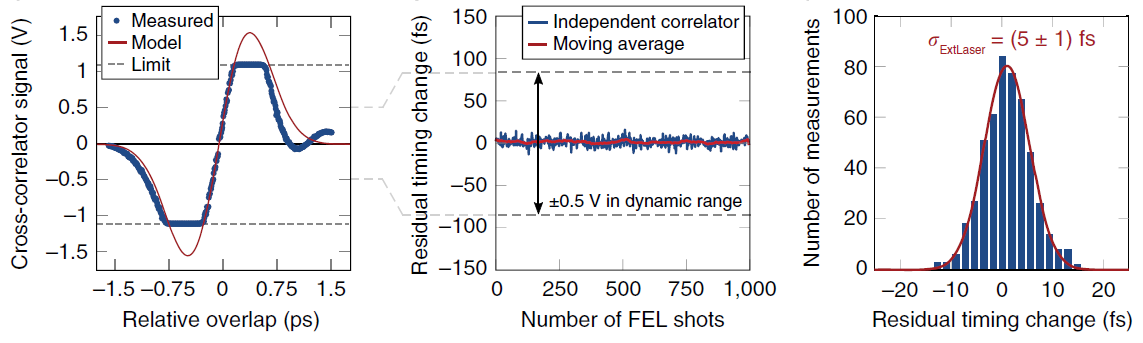 Cross-correlator signal (V)
1.5
1
0.5
0
−0.5
−1
−1.5
Measured
Model
Limit
−1.5 −0.75 0 0.75 1.5
Relative overlap (ps)
Residual timing change (fs)
150
100
50
0
−50
−100
−150
Independent correlator
Moving average
±0.5 V in dynamic range
0 250 500 750 1,000
Number of FEL shots
Number of measurements
100
80
60
40
20
0
σExtLaser = (5 ± 1) fs
−20 −10 0 10 20
Residual timing change (fs)